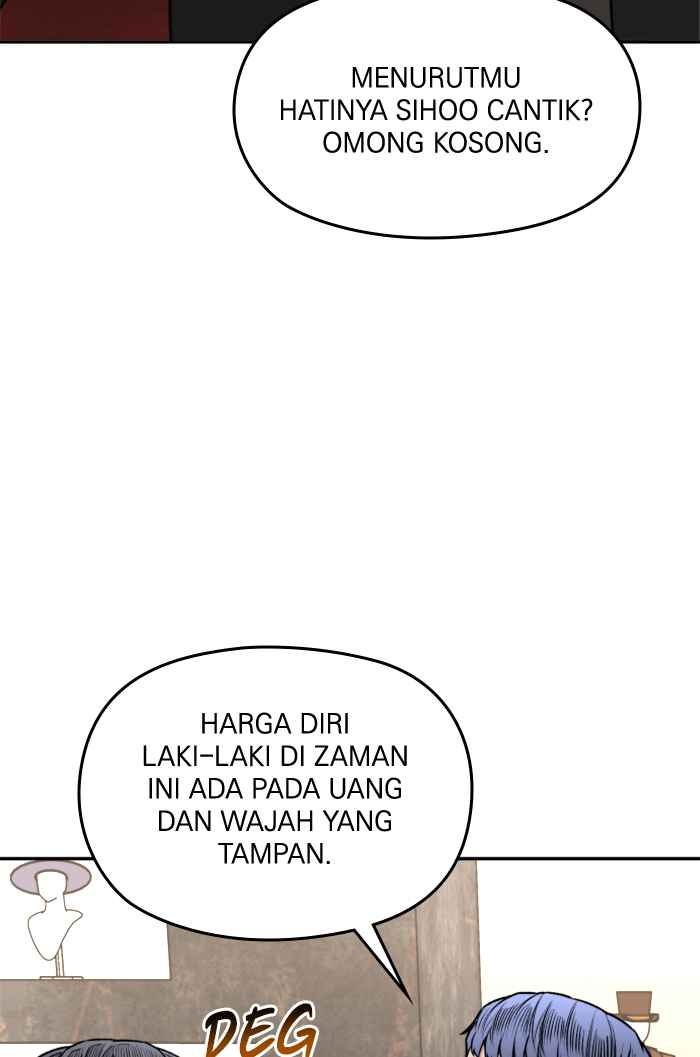 MENURUTMU
HATINYA SIHOO CANTIK?
OMONG KOSONG.
HARGA DIRI
LAKI-LAKI DI ZAMAN
INI ADA PADA UANG
DAN WAJAH YANG
TAMPAN.
DEG